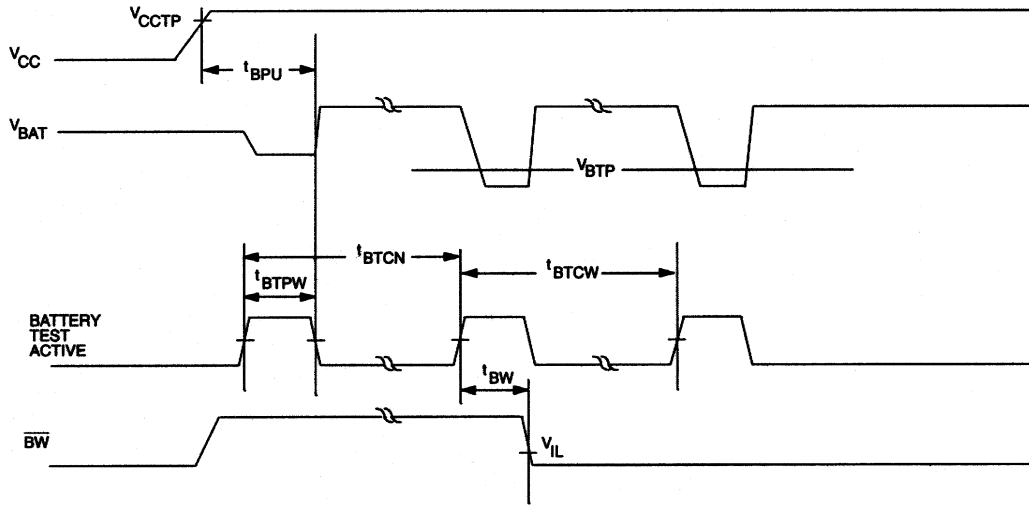 VCCTP
VCC
tBPU
VBAT
VBTP
tBTCN
tBTCW
tBTPW
BATTERY
TEST
ACTIVE
tBW
BW
VIL